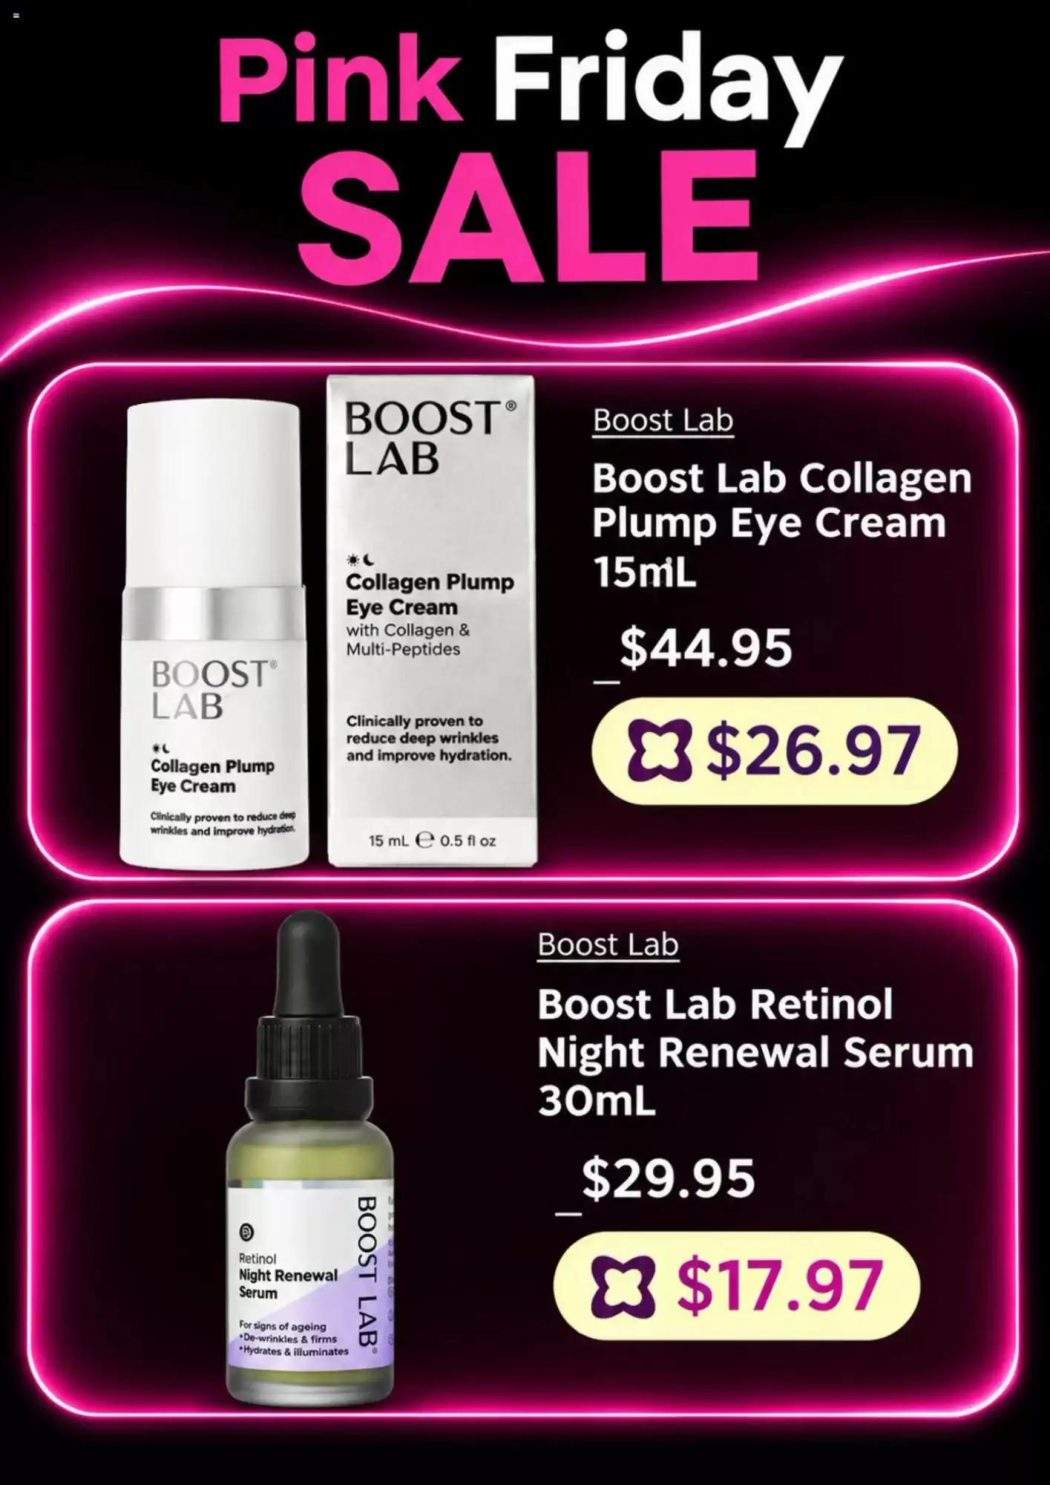 Pink Friday
SALE
BOOST®
LAB
Collagen Plump
Eye Cream
with Collagen &
Multi-Peptides
Clinically proven to
reduce deep wrinkles
and improve hydration.
15 mL ℮ 0.5 fl oz
BOOST®
LAB
Collagen Plump
Eye Cream
Clinically proven to reduce deep
wrinkles and improve hydration.
Boost Lab
Boost Lab Collagen
Plump Eye Cream
15mL
_$44.95
$26.97
BOOST LAB®
Retinol
Night Renewal
Serum
For signs of ageing
•De-wrinkles & firms
•Hydrates & illuminates
Boost Lab
Boost Lab Retinol
Night Renewal Serum
30mL
_$29.95
$17.97